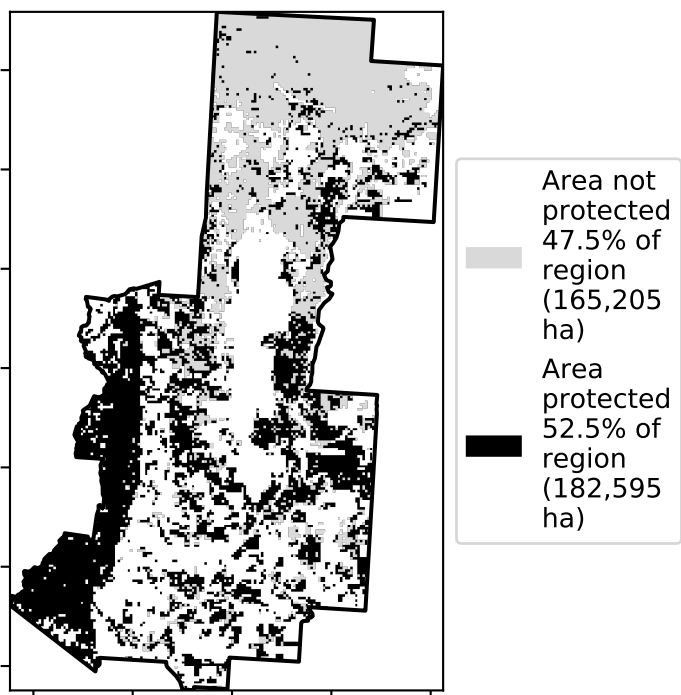 Area not
protected
47.5% of
region
(165,205
ha)
Area
protected
52.5% of
region
(182,595
ha)